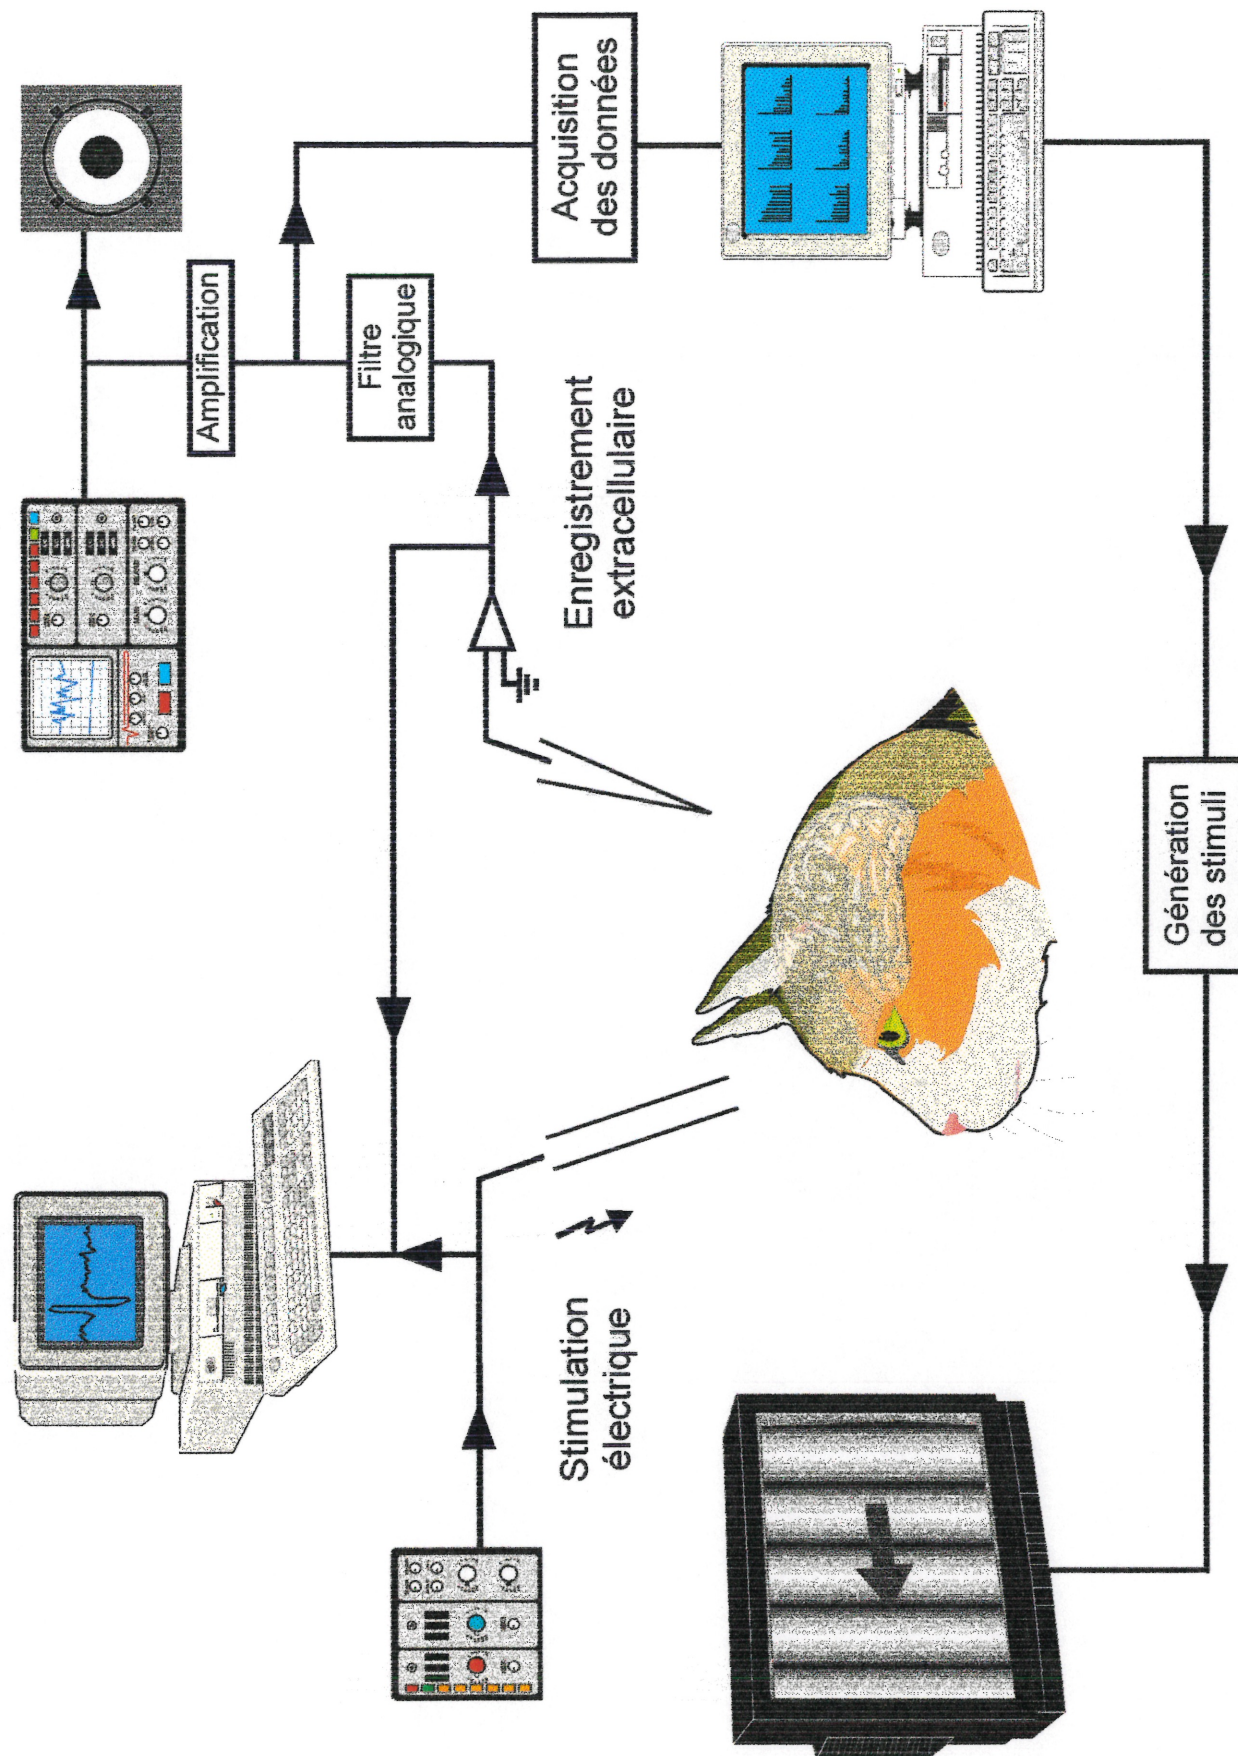 Acquisition
des données
Amplification
Filtre
analogique
Enregistrement
extracellulaire
Génération
des stimuli
Stimulation
électrique